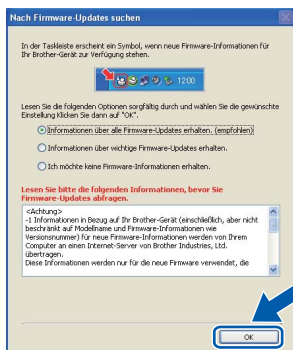 Nach Firmware-Updates suchen
In der Taskleiste erscheint ein Symbol, wenn neue Firmware-Informationen für
Ihr Brother-Gerät zur Verfügung stehen.
12:00
Lesen Sie die folgenden Optionen sorgfältig durch und wählen Sie die gewünschte
Einstellung Klicken Sie dann auf "OK".
Informationen über alle Firmware-Updates erhalten. (empfohlen)
Informationen über wichtige Firmware-Updates erhalten.
Ich möchte keine Firmware-Informationen erhalten.
Lesen Sie bitte die folgenden Informationen, bevor Sie
Firmware-Updates abfragen.
<Achtung>
-1 Informationen in Bezug auf Ihr Brother-Gerät (einschließlich, aber nicht
beschränkt auf Modellname und Firmware-Informationen wie
Versionsnummer) für neue Firmware-Informationen werden von Ihrem
Computer an einen Internet-Server von Brother Industries, Ltd.
übertragen.
Diese Informationen werden nur für die neue Firmware verwendet, die
OK